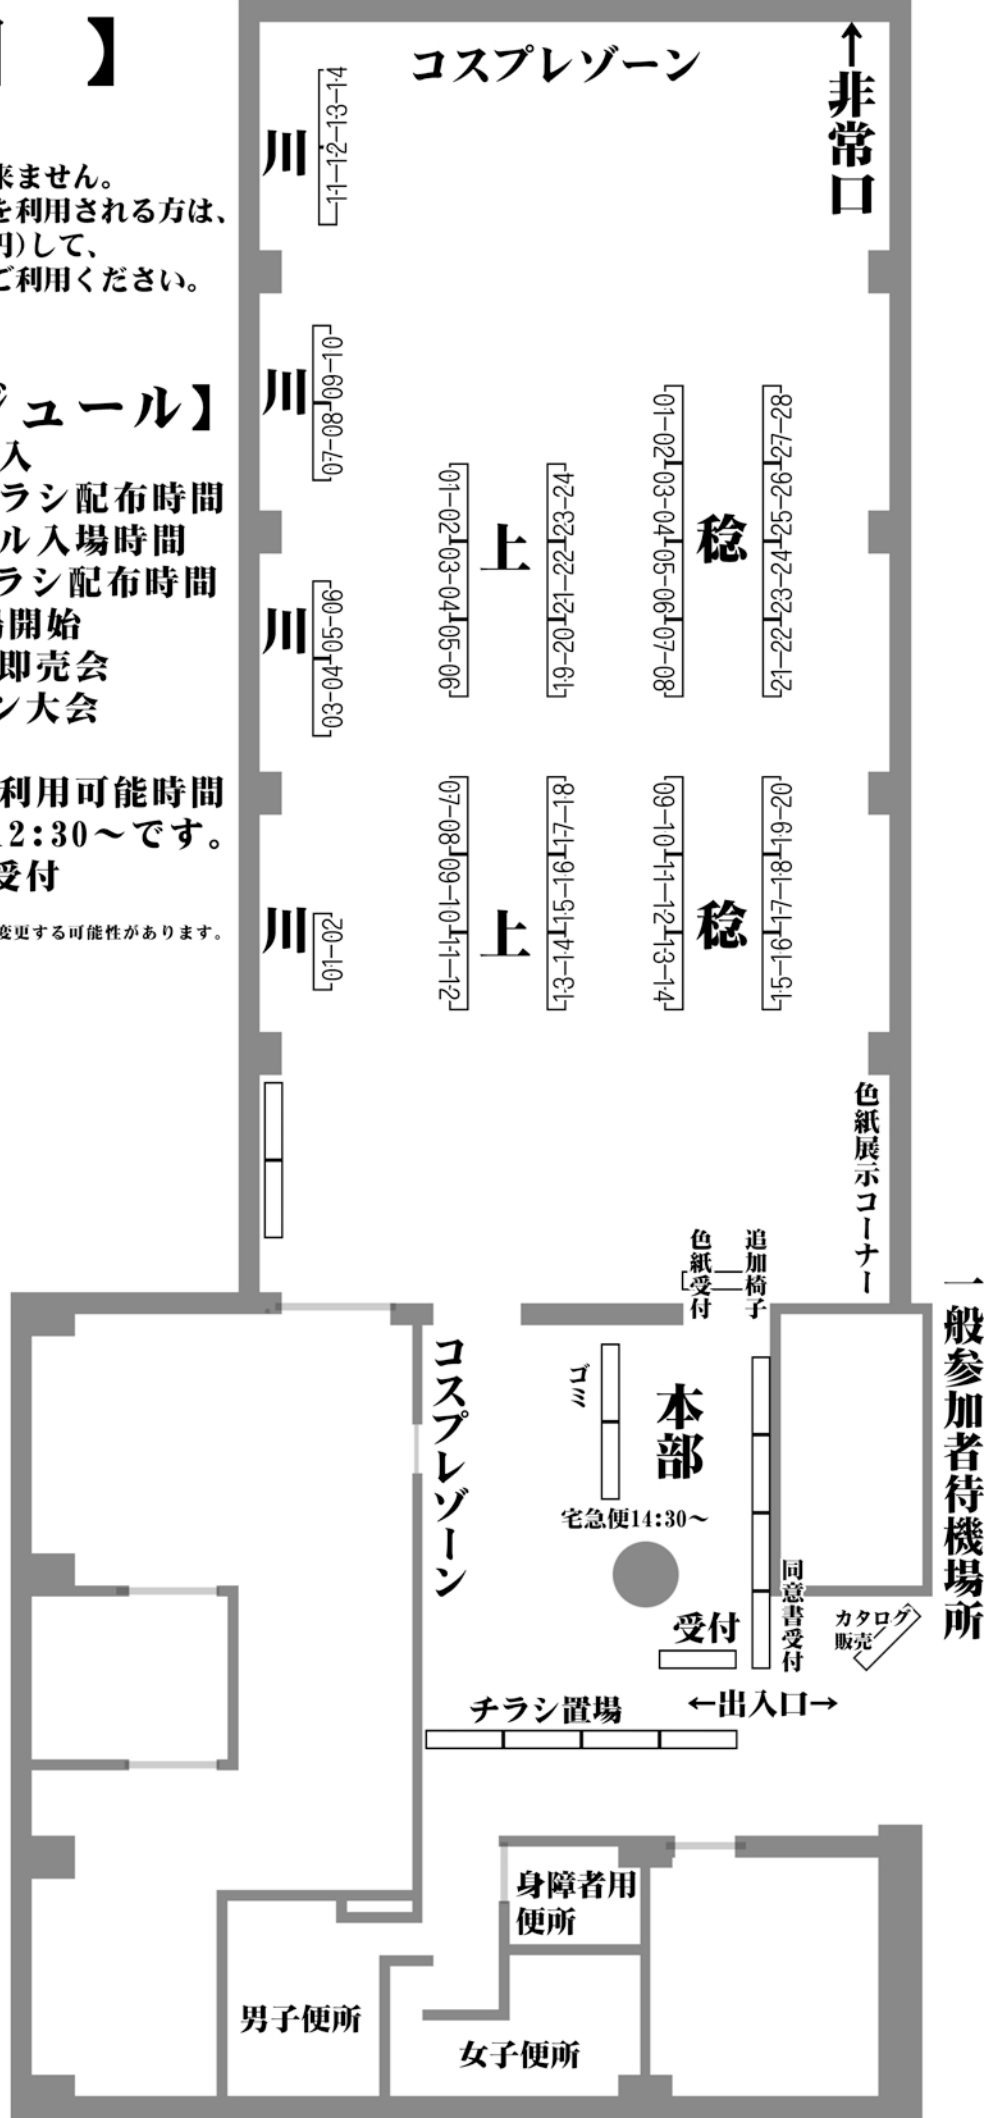 】
来ません。
を利用される方は、
円)して、
ご利用ください。
ジュール】
入
ラシ配布時間
ル入場時間
ラシ配布時間
開始
即売会
ン大会
利用可能時間
12:30～です。
受付
変更する可能性があります。
コスプレゾーン
↑非常口
川
11-12-13-14
川
07-08 09-10
川
03-04 05-06
川
01-02
上
01-02 03-04 05-06
19-20 21-22 23-24
稔
01-02 03-04 05-06 07-08
21-22 23-24 25-26 27-28
上
07-08 09-10 11-12
13-14 15-16 17-18
稔
09-10 11-12 13-14
15-16 17-18 19-20
色紙展示コーナー
色紙受付
追加椅子
一般参加者待機場所
コスプレゾーン
ゴミ
本部
宅急便14:30～
同意書受付
カタログ
販売
受付
←出入口→
チラシ置場
身障者用
便所
男子便所
女子便所